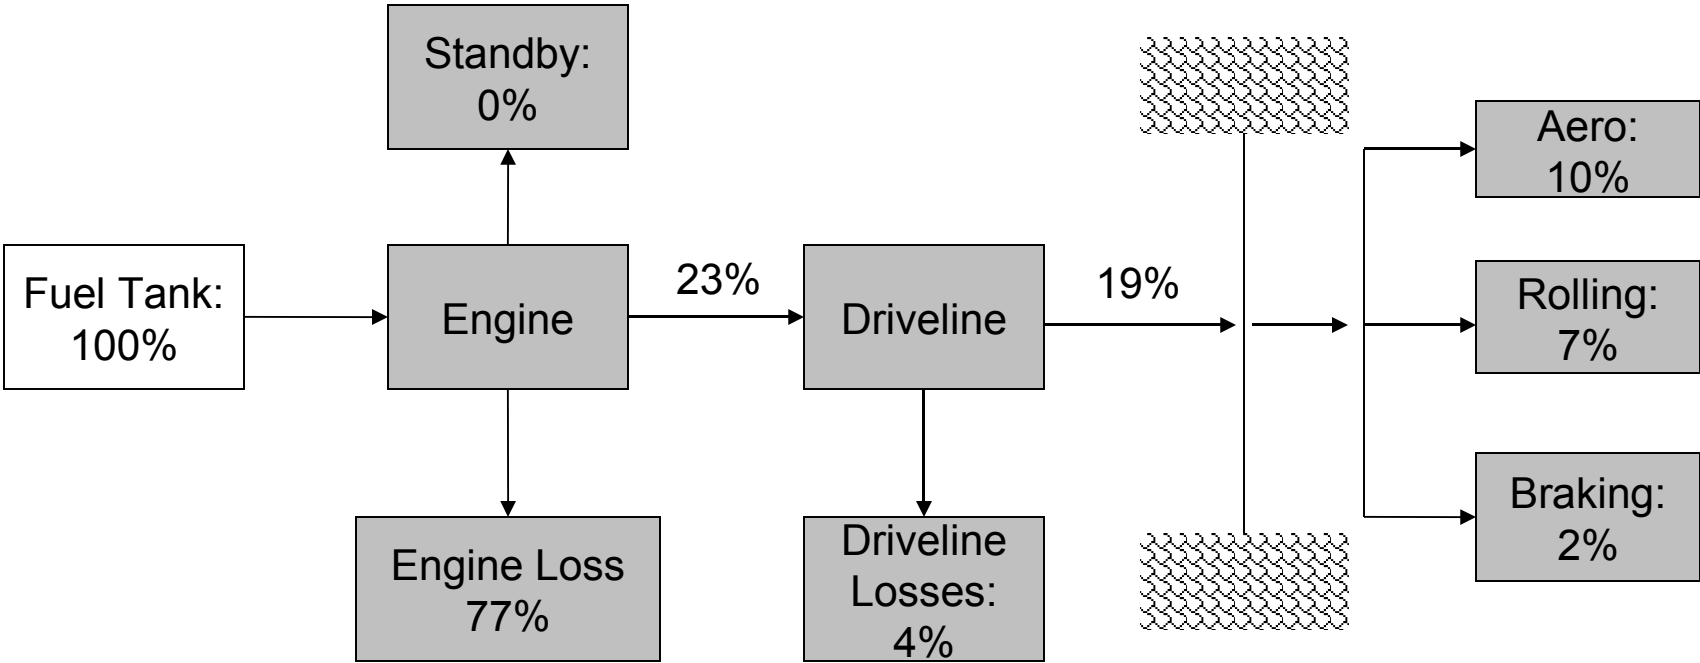 Standby:
0%
Aero:
10%
Fuel Tank:
100%
Engine
23%
Driveline
19%
Rolling:
7%
Engine Loss
77%
Driveline
Losses:
4%
Braking:
2%